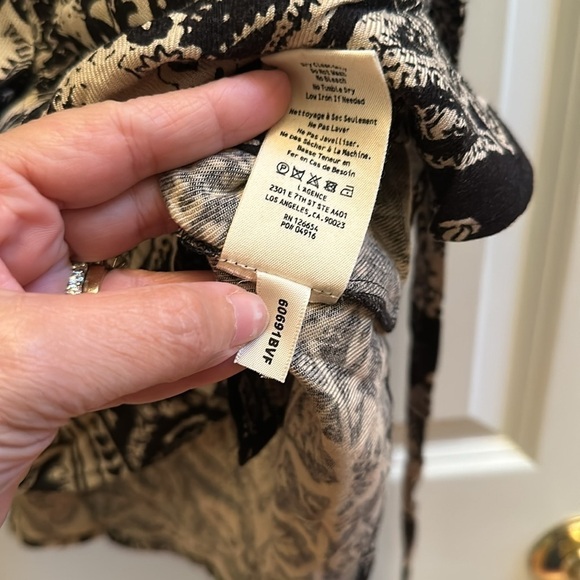 Dry Clean Only
Do Not Wash
No Bleach
No Tumble Dry
Low Iron If Needed
Nettoyage à Sec Seulement
Ne Pas Laver
Ne Pas Javelliser.
Ne pas Sécher à La Machine.
Basse Teneur en
Fer en Cas de Besoin
L'AGENCE
2301 E 7TH ST STE A401
LOS ANGELES, CA. 90023
RN 126654
PO# 04916
60691BVF